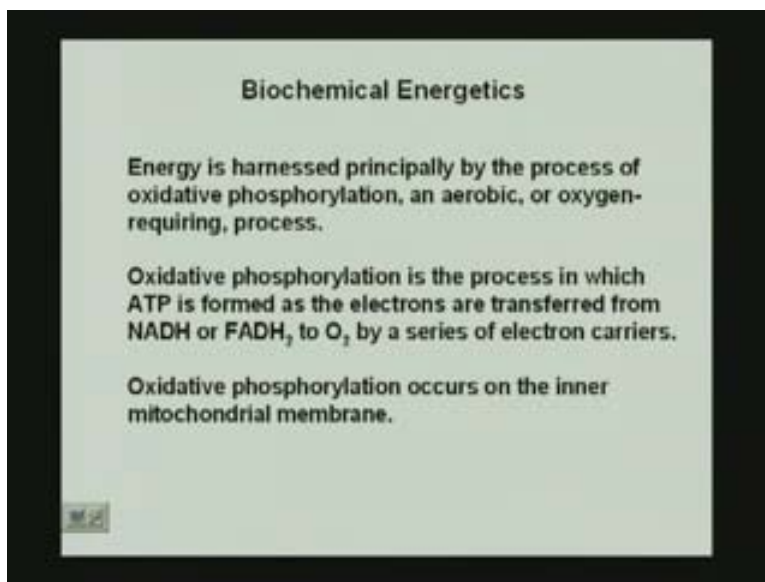 Biochemical Energetics
Energy is harnessed principally by the process of
oxidative phosphorylation, an aerobic, or oxygen-
requiring, process.
Oxidative phosphorylation is the process in which
ATP is formed as the electrons are transferred from
NADH or FADH₂ to O₂ by a series of electron carriers.
Oxidative phosphorylation occurs on the inner
mitochondrial membrane.